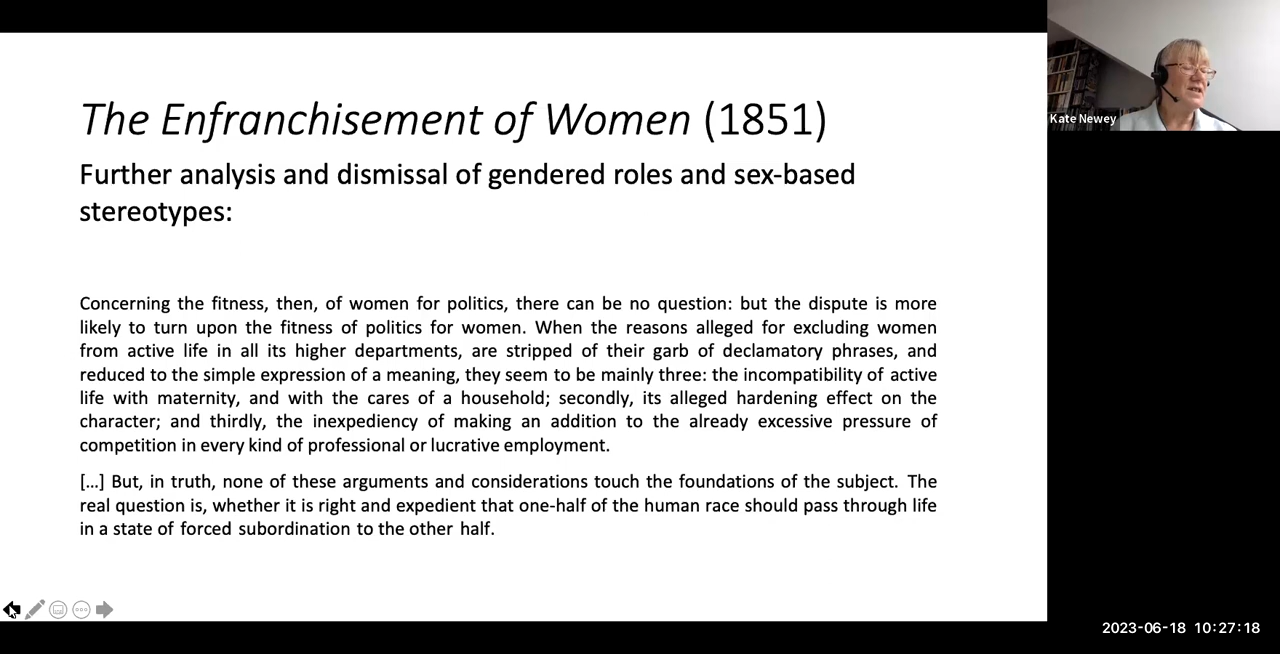 The Enfranchisement of Women (1851)
Further analysis and dismissal of gendered roles and sex-based
stereotypes:
Concerning the fitness, then, of women for politics, there can be no question: but the dispute is more
likely to turn upon the fitness of politics for women. When the reasons alleged for excluding women
from active life in all its higher departments, are stripped of their garb of declamatory phrases, and
reduced to the simple expression of a meaning, they seem to be mainly three: the incompatibility of active
life with maternity, and with the cares of a household; secondly, its alleged hardening effect on the
character; and thirdly, the inexpediency of making an addition to the already excessive pressure of
competition in every kind of professional or lucrative employment.
[...] But, in truth, none of these arguments and considerations touch the foundations of the subject. The
real question is, whether it is right and expedient that one-half of the human race should pass through life
in a state of forced subordination to the other half.
Kate Newey
2023-06-18 10:27:18